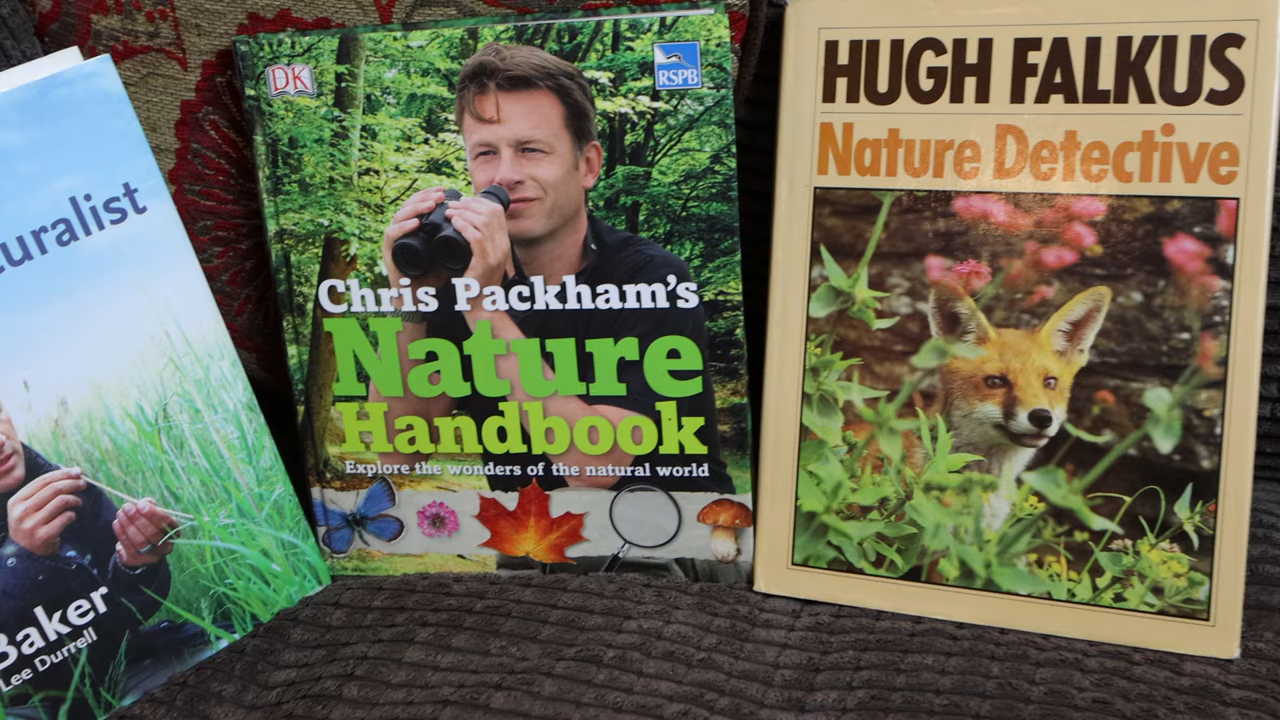 uralist
Baker
Lee Durrell
DK
RSPB
Chris Packham's
Nature
Handbook
Explore the wonders of the natural world
HUGH FALKUS
Nature Detective